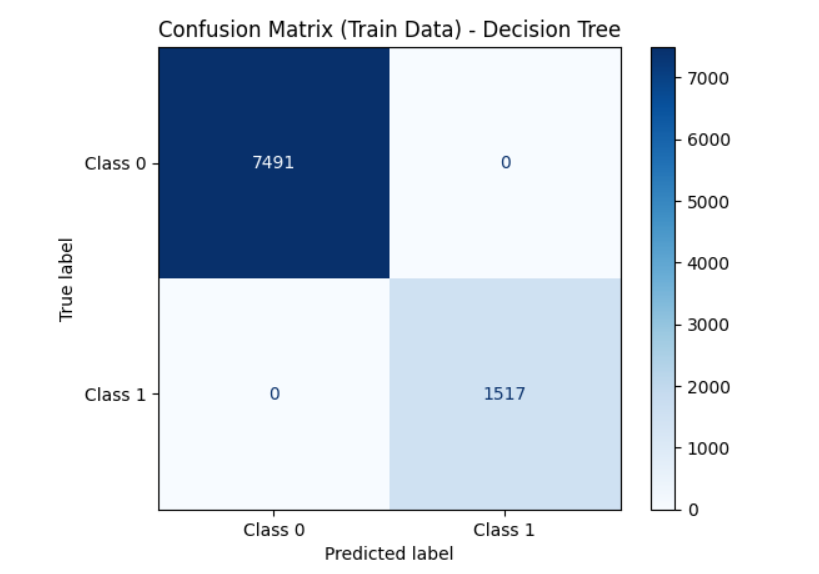 Confusion Matrix (Train Data) - Decision Tree
7000
6000
5000
4000
3000
2000
1000
0
True label
Class 0
7491
0
Class 1
0
1517
Class 0
Class 1
Predicted label